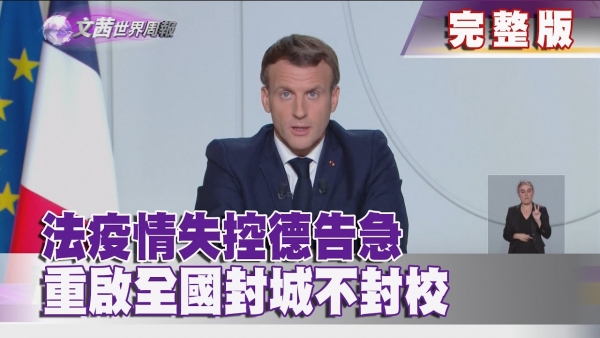 文茜世界周報
完整版
法疫情失控德告急
重啟全國封城不封校